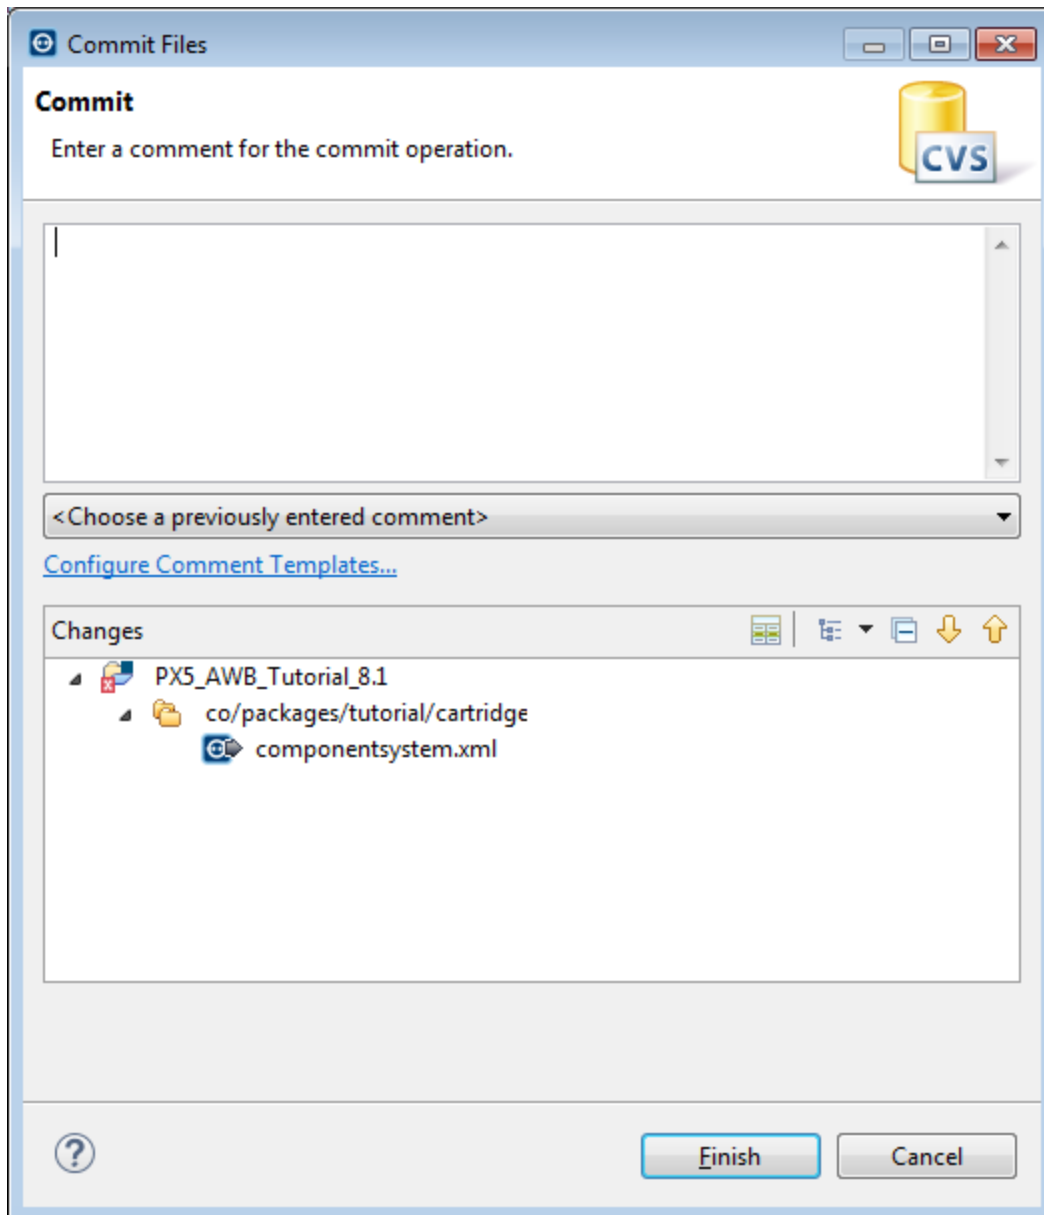 Commit Files
Commit
Enter a comment for the commit operation.
CVS
<Choose a previously entered comment>
Configure Comment Templates...
Changes
PX5_AWB_Tutorial_8.1
co/packages/tutorial/cartridge
componentsystem.xml
?
Finish
Cancel